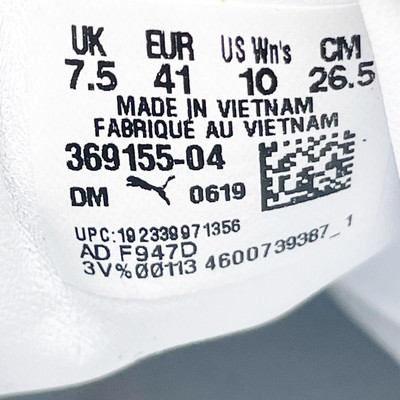 UK EUR US Wn's CM
7.5 41 10 26.5
MADE IN VIETNAM
FABRIQUÉ AU VIETNAM
369155-04
DM 0619
UPC:192339971356
AD F947D
3V%00113 4600739387_1